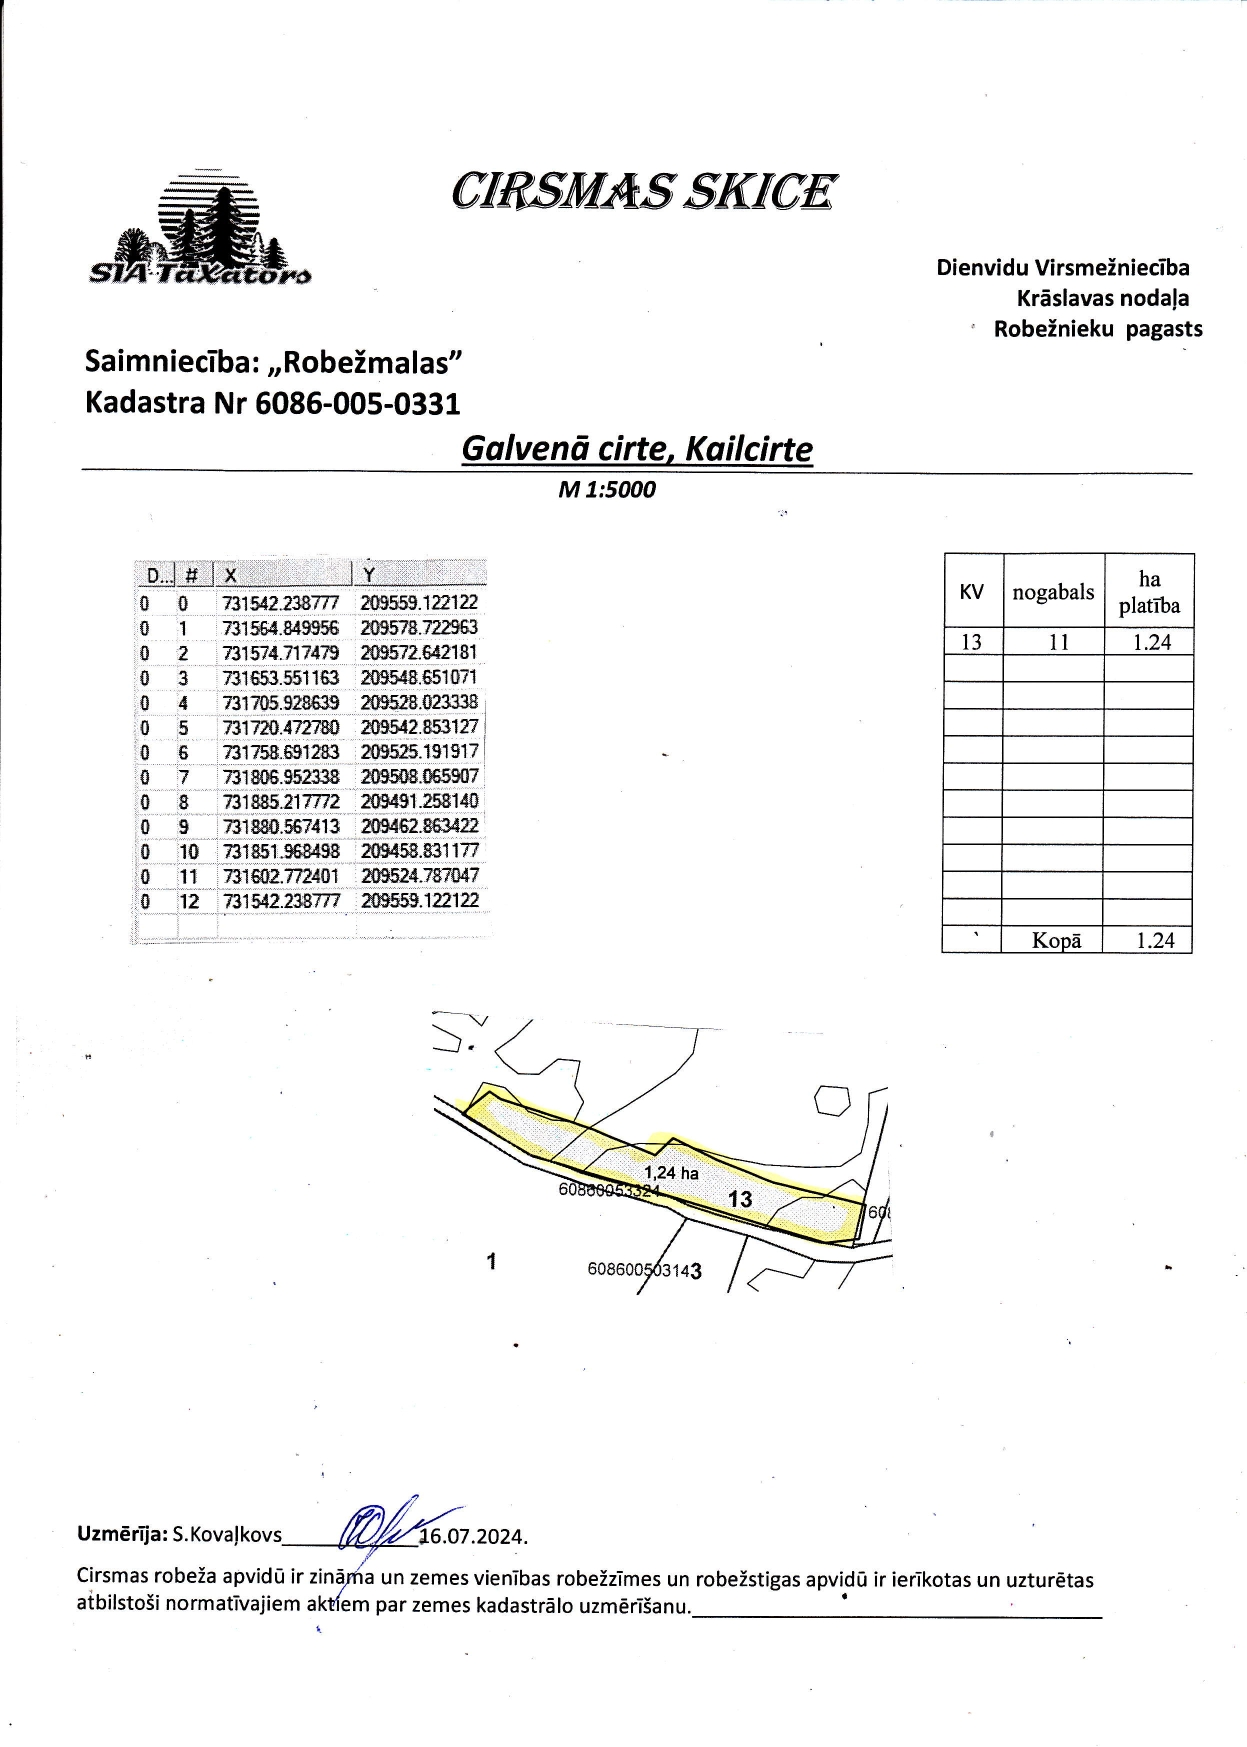 CIRSMAS SKICE
SIA TaXators
Dienvidu Virsmežniecība
Krāslavas nodaļa
Robežnieku pagasts
Saimniecība: „Robežmalas”
Kadastra Nr 6086-005-0331
Galvenā cirte, Kailcirte
M 1:5000
D... # X Y
0 0 731542.238777 209559.122122
0 1 731564.849956 209578.722963
0 2 731574.717479 209572.642181
0 3 731653.551163 209548.651071
0 4 731705.928639 209528.023338
0 5 731720.472780 209542.853127
0 6 731758.691283 209525.191917
0 7 731806.952338 209508.065907
0 8 731885.217772 209491.258140
0 9 731880.567413 209462.863422
0 10 731851.968498 209458.831177
0 11 731602.772401 209524.787047
0 12 731542.238777 209559.122122
KV nogabals ha platība
13 11 1.24
Kopā 1.24
1,24 ha
60860053324
13
608
1
60860050314 3
Uzmērīja: S.Kovaļkovs 16.07.2024.
Cirsmas robeža apvidū ir zināma un zemes vienības robežzīmes un robežstigas apvidū ir ierīkotas un uzturētas
atbilstoši normatīvajiem aktiem par zemes kadastrālo uzmērīšanu.